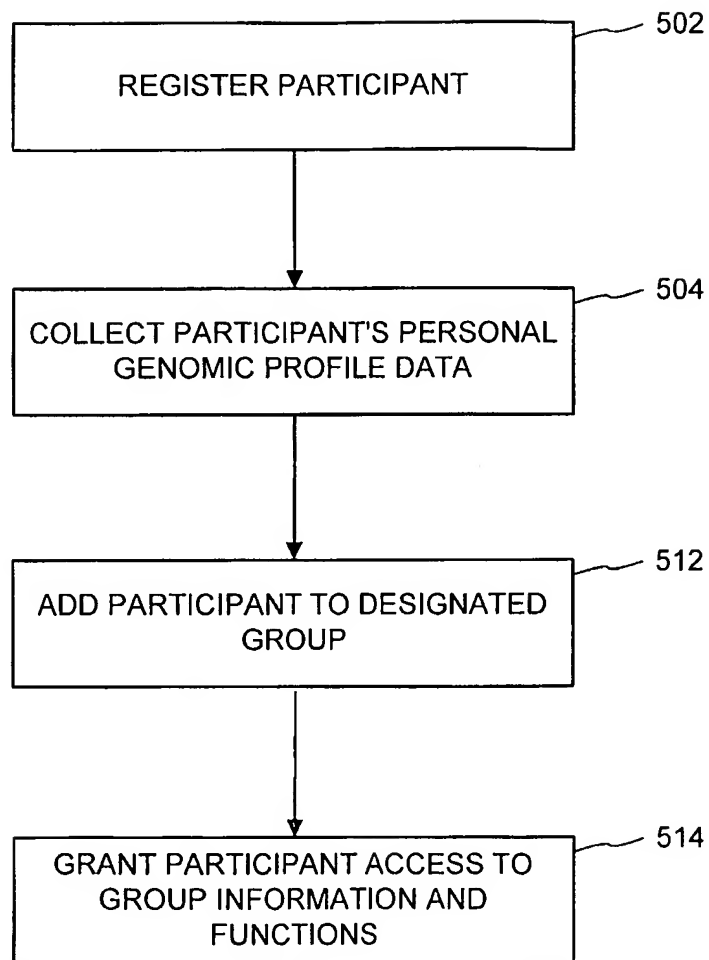 502
REGISTER PARTICIPANT
504
COLLECT PARTICIPANT'S PERSONAL
GENOMIC PROFILE DATA
512
ADD PARTICIPANT TO DESIGNATED
GROUP
514
GRANT PARTICIPANT ACCESS TO
GROUP INFORMATION AND
FUNCTIONS